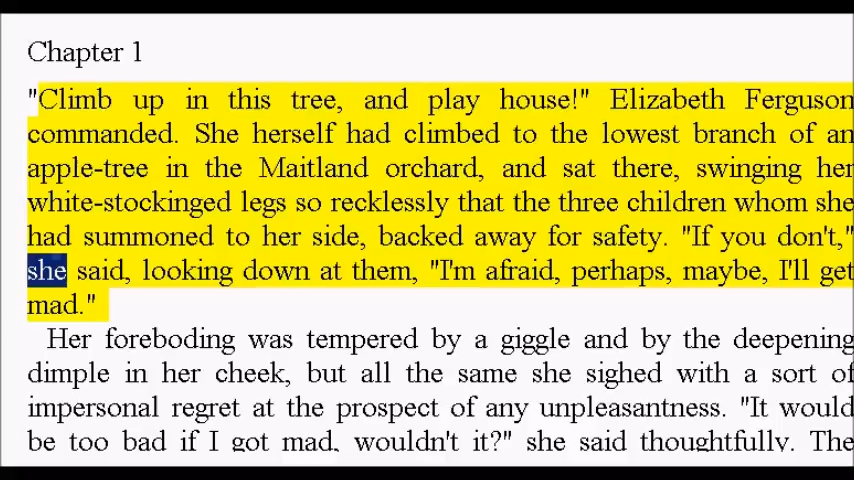 Chapter 1
"Climb up in this tree, and play house!" Elizabeth Ferguson
commanded. She herself had climbed to the lowest branch of an
apple-tree in the Maitland orchard, and sat there, swinging her
white-stockinged legs so recklessly that the three children whom she
had summoned to her side, backed away for safety. "If you don't,"
she said, looking down at them, "I'm afraid, perhaps, maybe, I'll get
mad."
Her foreboding was tempered by a giggle and by the deepening
dimple in her cheek, but all the same she sighed with a sort of
impersonal regret at the prospect of any unpleasantness. "It would
be too bad if I got mad, wouldn't it?" she said thoughtfully. The